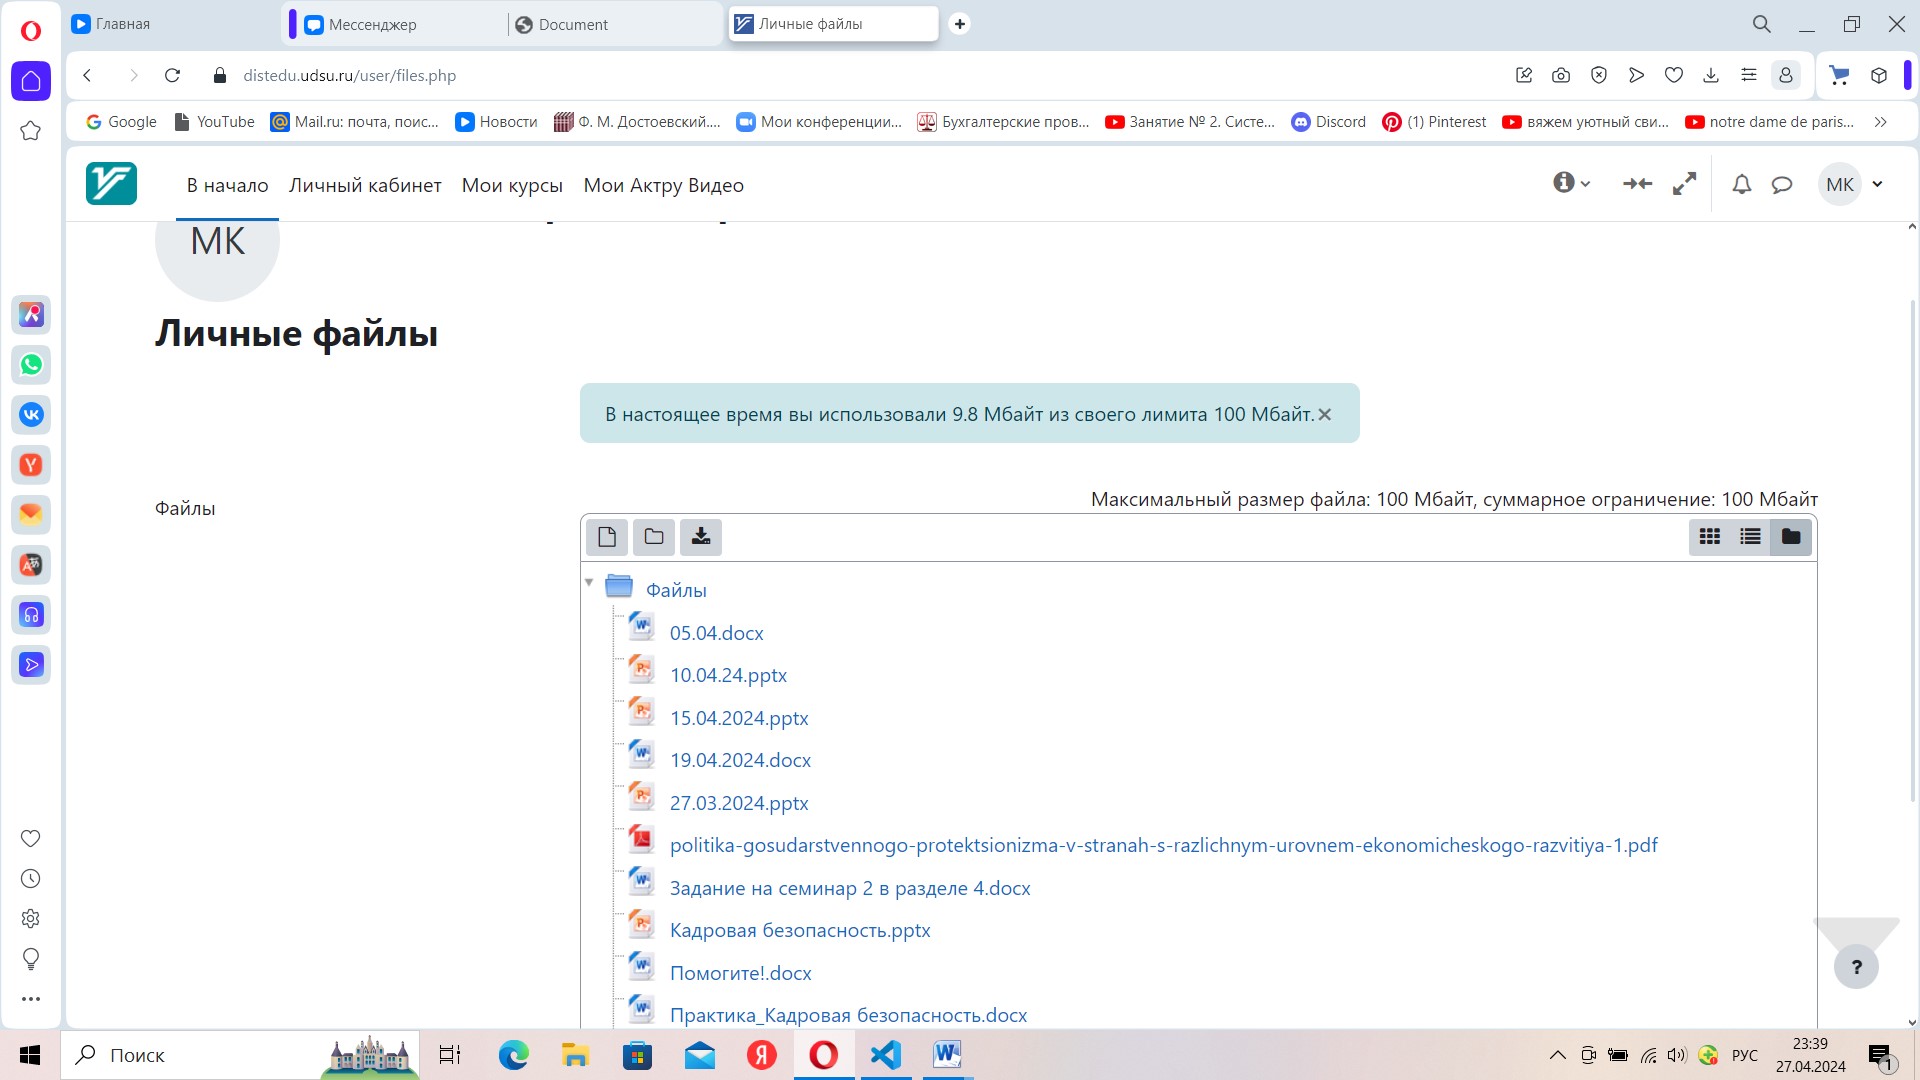 Главная
Мессенджер
Document
Личные файлы
distedu.udsu.ru/user/files.php
Google
YouTube
Mail.ru: почта, поис...
Новости
Ф. М. Достоевский....
Мои конференции...
Бухгалтерские пров...
Занятие № 2. Систе...
Discord
(1) Pinterest
вяжем уютный сви...
notre dame de paris...
В начало
Личный кабинет
Мои курсы
Мои Актру Видео
МК
МК
Личные файлы
В настоящее время вы использовали 9.8 Мбайт из своего лимита 100 Мбайт.
Максимальный размер файла: 100 Мбайт, суммарное ограничение: 100 Мбайт
Файлы
Файлы
05.04.docx
10.04.24.pptx
15.04.2024.pptx
19.04.2024.docx
27.03.2024.pptx
politika-gosudarstvennogo-protektsionizma-v-stranah-s-razlichnym-urovnem-ekonomicheskogo-razvitiya-1.pdf
Задание на семинар 2 в разделе 4.docx
Кадровая безопасность.pptx
Помогите!.docx
Практика_Кадровая безопасность.docx
?
Поиск
РУС
23:39
27.04.2024
1